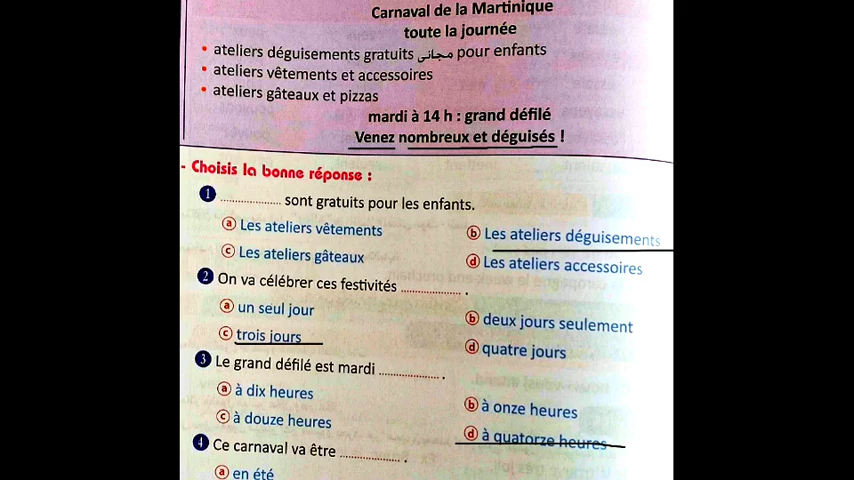 Carnaval de la Martinique
toute la journée
• ateliers déguisements gratuits مجانى pour enfants
• ateliers vêtements et accessoires
• ateliers gâteaux et pizzas
mardi à 14 h : grand défilé
Venez nombreux et déguisés !
- Choisis la bonne réponse :
1 .................. sont gratuits pour les enfants.
a Les ateliers vêtements
b Les ateliers déguisements
c Les ateliers gâteaux
d Les ateliers accessoires
2 On va célébrer ces festivités .................. .
a un seul jour
b deux jours seulement
c trois jours
d quatre jours
3 Le grand défilé est mardi .................. .
a à dix heures
b à onze heures
c à douze heures
d à quatorze heures
4 Ce carnaval va être .................. .
a en été